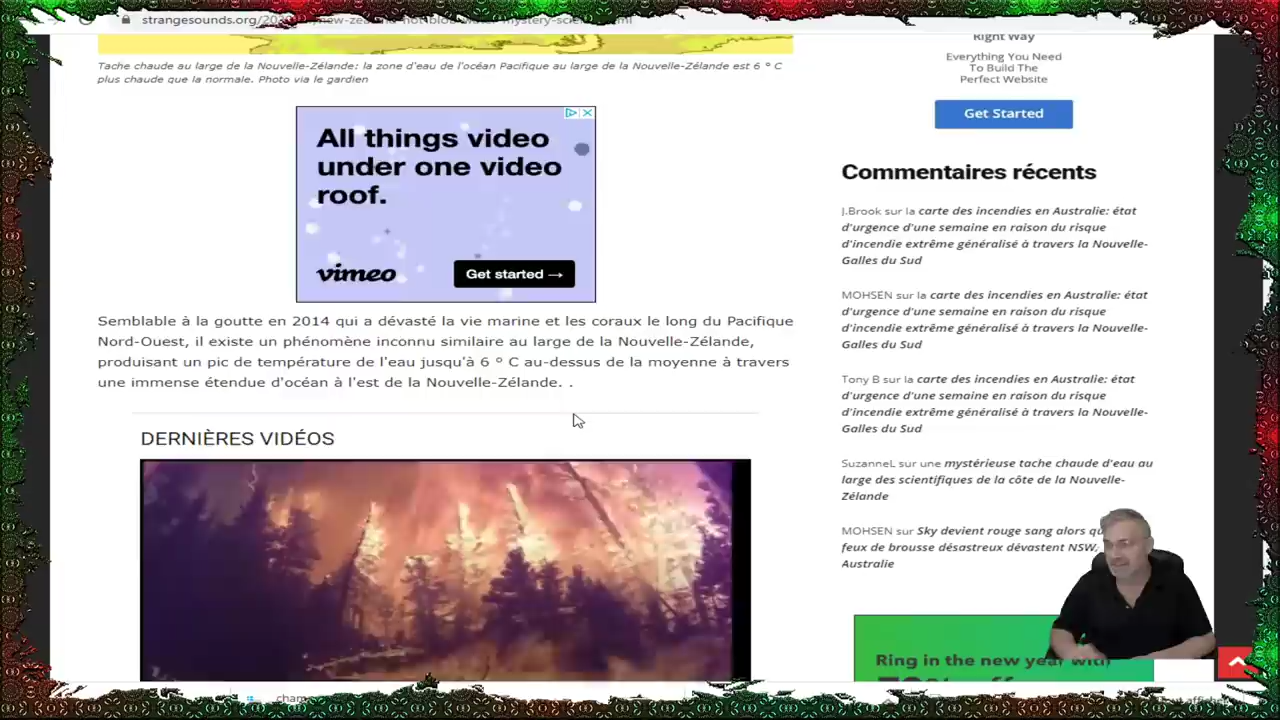 strangesounds.org/20
Tache chaude au large de la Nouvelle-Zélande: la zone d'eau de l'océan Pacifique au large de la Nouvelle-Zélande est 6 ° C
plus chaude que la normale. Photo via le gardien
All things video
under one video
roof.
vimeo
Get started →
Semblable à la goutte en 2014 qui a dévasté la vie marine et les coraux le long du Pacifique
Nord-Ouest, il existe un phénomène inconnu similaire au large de la Nouvelle-Zélande,
produisant un pic de température de l'eau jusqu'à 6 ° C au-dessus de la moyenne à travers
une immense étendue d'océan à l'est de la Nouvelle-Zélande. .
DERNIÈRES VIDÉOS
Right Way
Everything You Need
To Build The
Perfect Website
Get Started
Commentaires récents
J.Brook sur la carte des incendies en Australie: état
d'urgence d'une semaine en raison du risque
d'incendie extrême généralisé à travers la Nouvelle-
Galles du Sud
MOHSEN sur la carte des incendies en Australie: état
d'urgence d'une semaine en raison du risque
d'incendie extrême généralisé à travers la Nouvelle-
Galles du Sud
Tony B sur la carte des incendies en Australie: état
d'urgence d'une semaine en raison du risque
d'incendie extrême généralisé à travers la Nouvelle-
Galles du Sud
SuzanneL sur une mystérieuse tache chaude d'eau au
large des scientifiques de la côte de la Nouvelle-
Zélande
MOHSEN sur Sky devient rouge sang alors
feux de brousse désastreux dévastent NSW,
Australie
Ring in the new year with